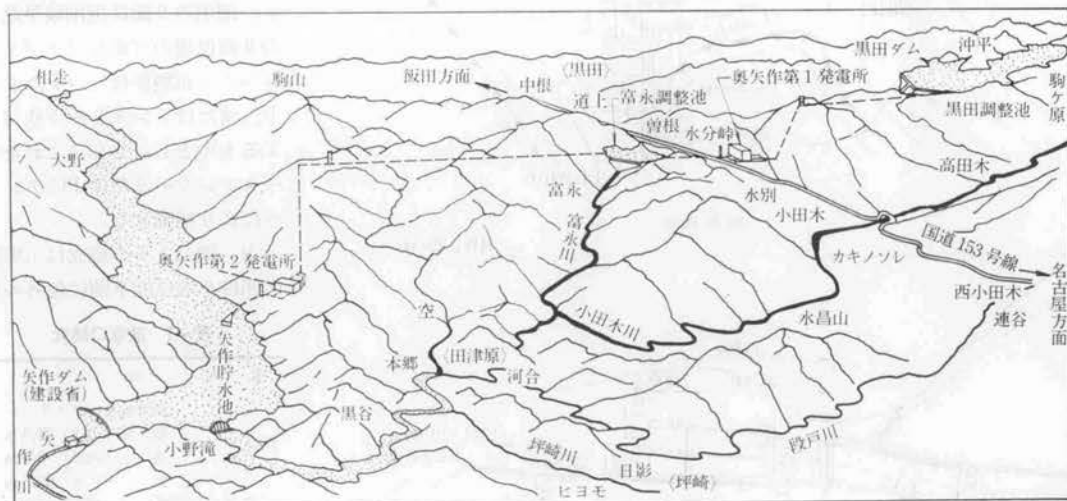 黒田ダム
沖平
相走
駒山
飯田方面
中根
〈黒田〉
道上
富永調整池
奥矢作第1発電所
駒ケ原
黒田調整池
曽根
水分峠
大野
富永
水別
高田木
小田木
富永川
国道153号線
カキノソレ
名古屋方面
奥矢作第2発電所
西小田木
空
小田木川
水昌山
連谷
矢作貯水池
本郷
〈田津原〉
河合
矢作ダム
(建設省)
黒谷
段戸川
矢作川
小野滝
坪崎川
日影
〈坪崎〉
ヒヨモ